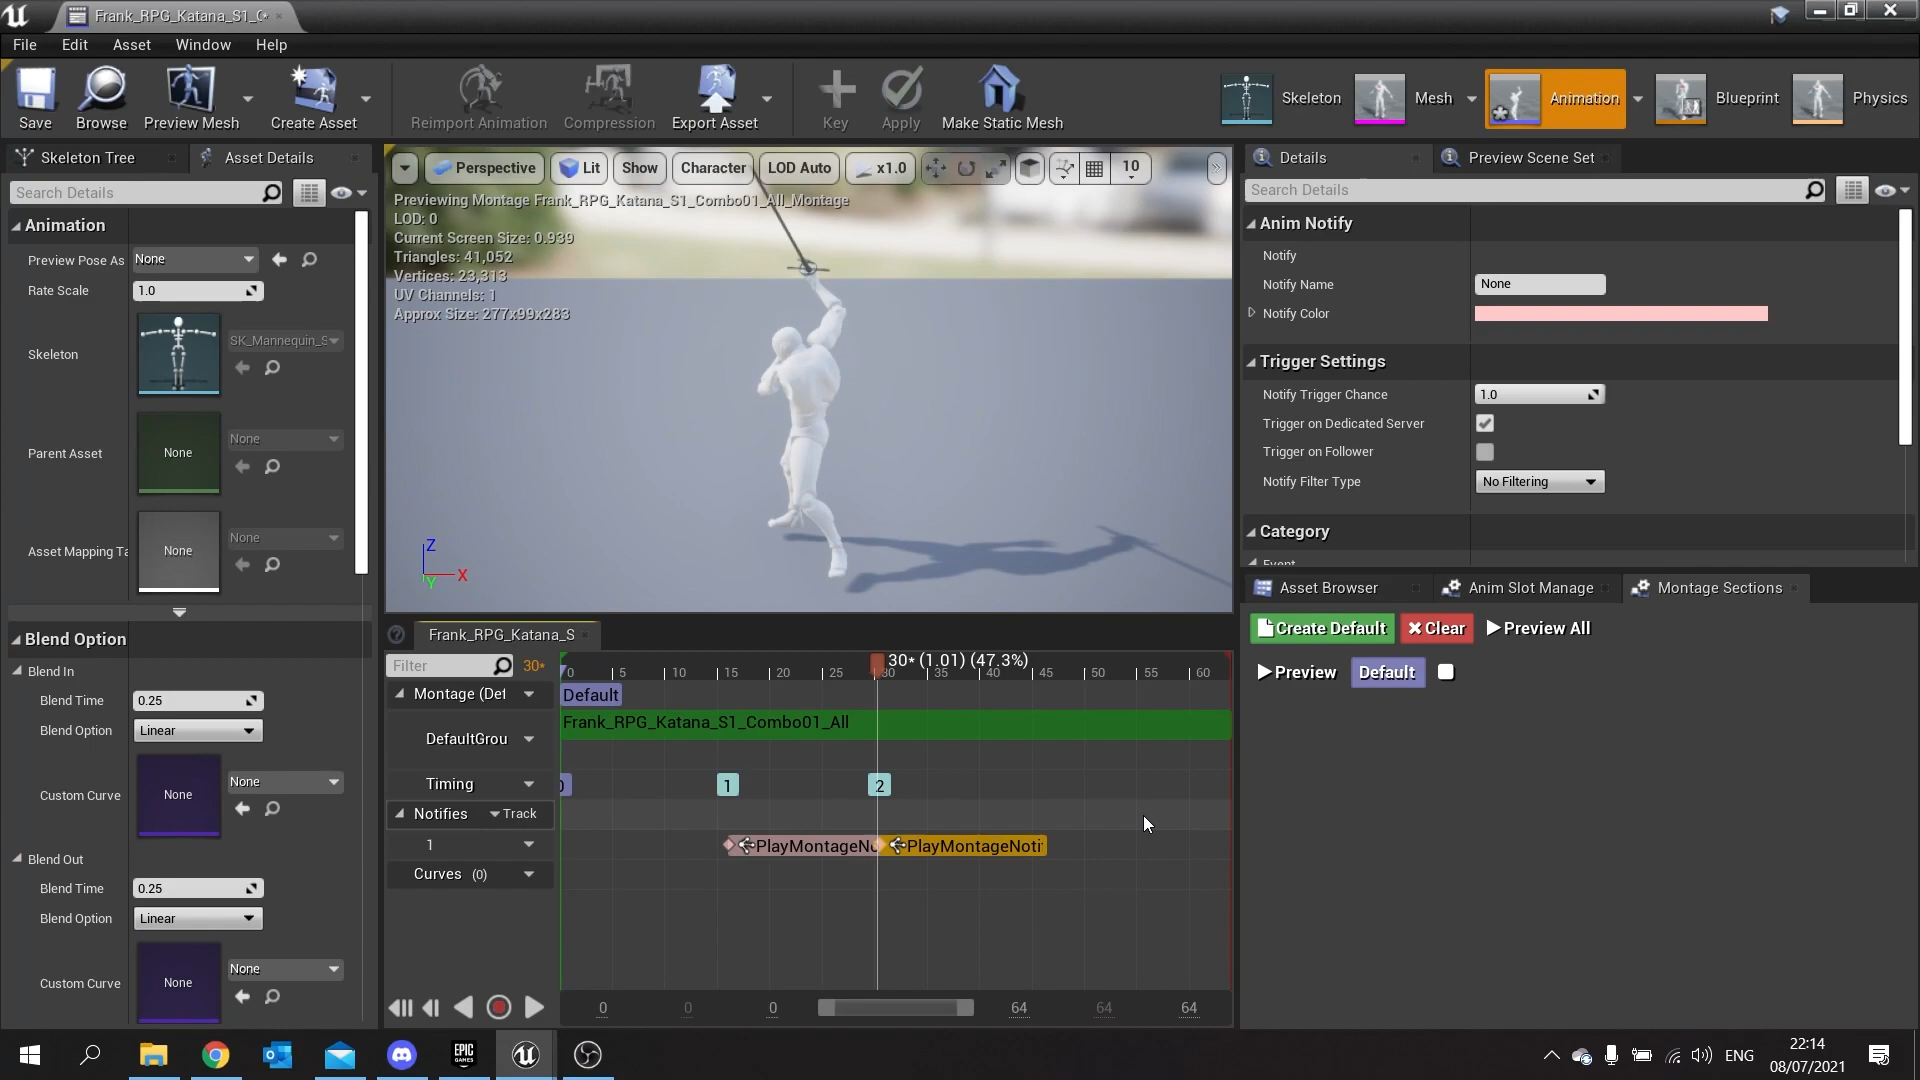 Frank_RPG_Katana_S1_C*
File Edit Asset Window Help
Save Browse Preview Mesh Create Asset Reimport Animation Compression Export Asset Key Apply Make Static Mesh Skeleton Mesh Animation Blueprint Physics
Skeleton Tree Asset Details
Search Details
Animation
Preview Pose As None
Rate Scale 1.0
Skeleton SK_Mannequin_S
Parent Asset None None
Asset Mapping Ta None None
Blend Option
Blend In
Blend Time 0.25
Blend Option Linear
Custom Curve None None
Blend Out
Blend Time 0.25
Blend Option Linear
Custom Curve None None
Perspective Lit Show Character LOD Auto x1.0 10
Previewing Montage Frank_RPG_Katana_S1_Combo01_All_Montage
LOD: 0
Current Screen Size: 0.939
Triangles: 41,052
Vertices: 23,313
UV Channels: 1
Approx Size: 277x99x283
Z
X
Y
Frank_RPG_Katana_S
Filter 30*
30* (1.01) (47.3%)
0 5 10 15 20 25 30 35 40 45 50 55 60
Montage (Def Default
DefaultGrou Frank_RPG_Katana_S1_Combo01_All
Timing 1 2
Notifies Track
1 PlayMontageNo PlayMontageNoti
Curves (0)
0 0 0 64 64 64
Details Preview Scene Set
Search Details
Anim Notify
Notify
Notify Name None
Notify Color
Trigger Settings
Notify Trigger Chance 1.0
Trigger on Dedicated Server
Trigger on Follower
Notify Filter Type No Filtering
Category
Event
Asset Browser Anim Slot Manage Montage Sections
Create Default Clear Preview All
Preview Default
EPIC GAMES
ENG
22:14
08/07/2021